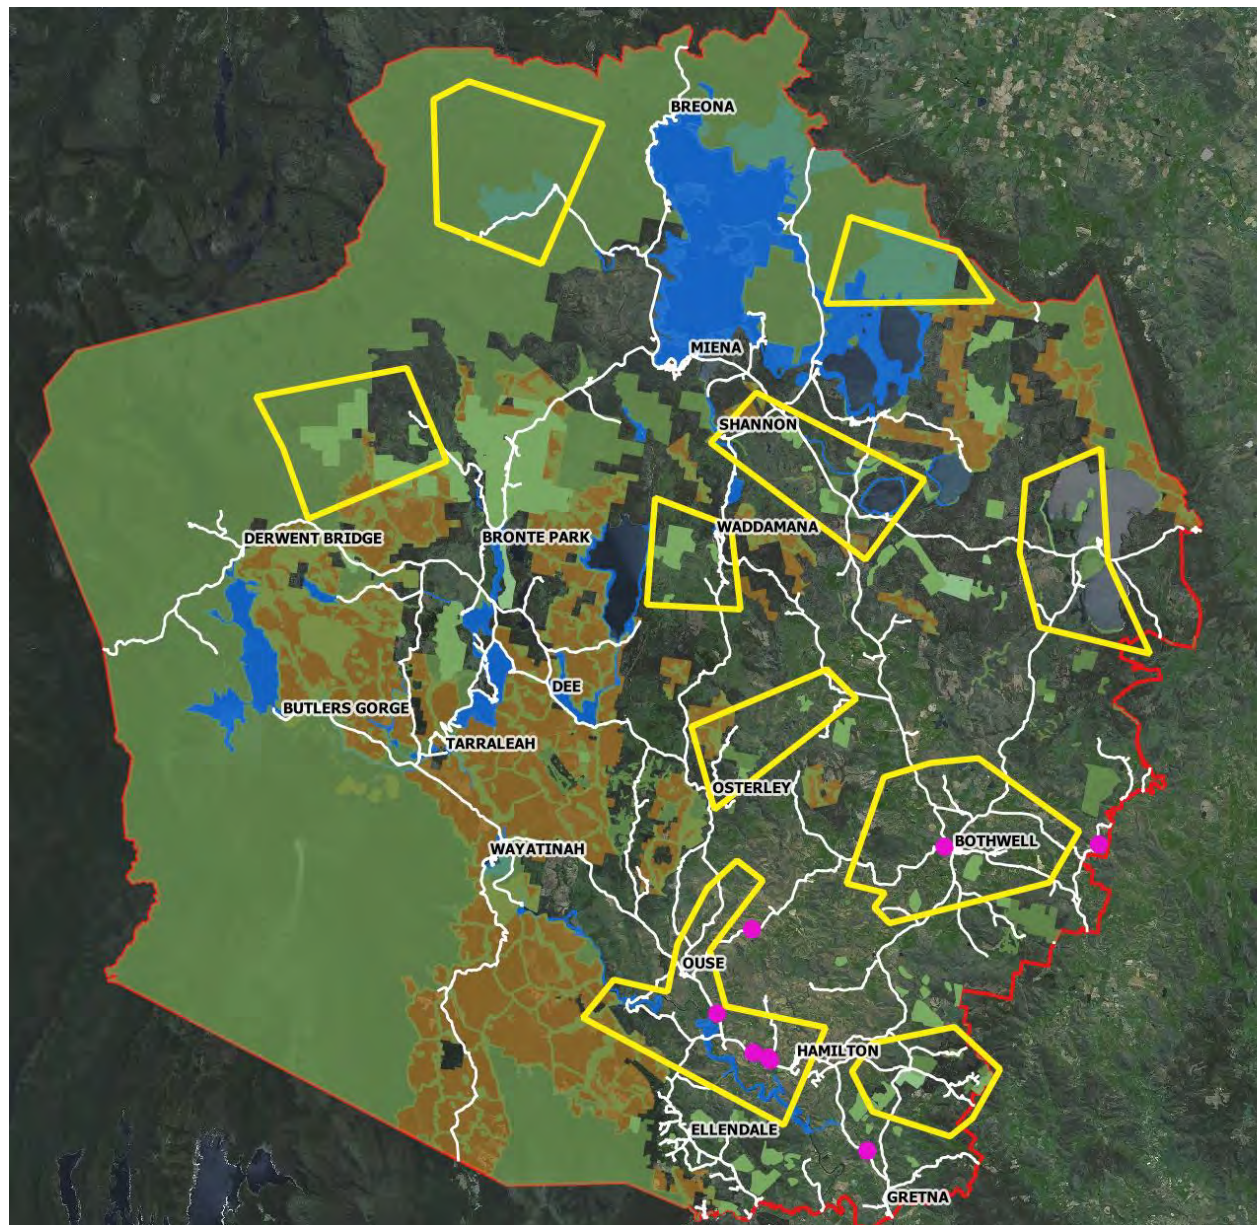 BREONA
MIENA
SHANNON
WADDAMANA
DERWENT BRIDGE
BRONTE PARK
DEE
BUTLERS GORGE
TARRALEAH
OSTERLEY
BOTHWELL
WAYATINAH
OUSE
HAMILTON
ELLENDALE
GRETNA